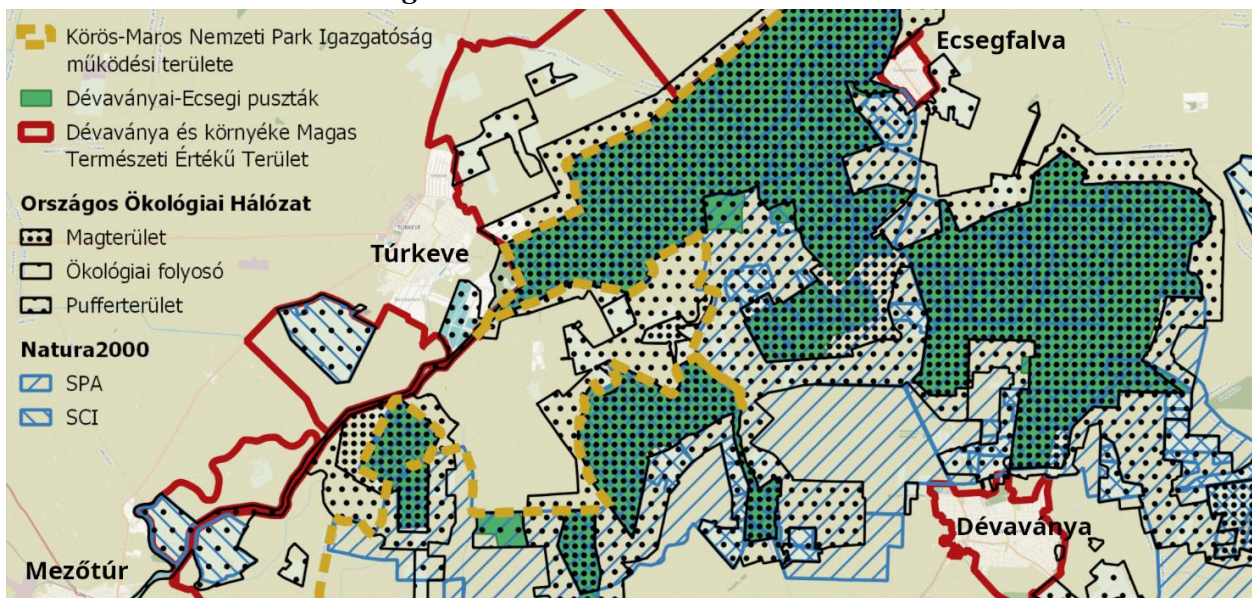 Körös-Maros Nemzeti Park Igazgatóság
működési területe
Dévaványai-Ecsegi puszták
Dévaványa és környéke Magas
Természeti Értékű Terület
Országos Ökológiai Hálózat
Magterület
Ökológiai folyosó
Pufferterület
Natura2000
SPA
SCI
Ecsegfalva
TÚRKEVE
Túrkeve
Dévaványa
Mezőtúr